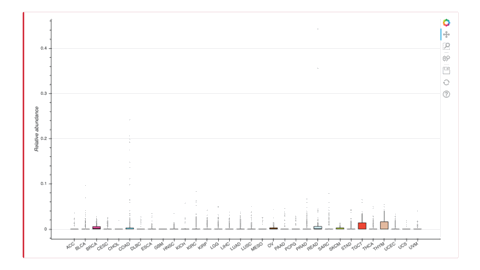 0.4
0.3
0.2
0.1
0
Relative abundance
ACC BLCA BRCA CESC CHOL COAD DLBC ESCA GBM HNSC KICH KIRC KIRP LGG LIHC LUAD LUSC MESO OV PAAD PCPG PRAD READ SARC SKCM STAD TGCT THCA THYM UCEC UCS UVM